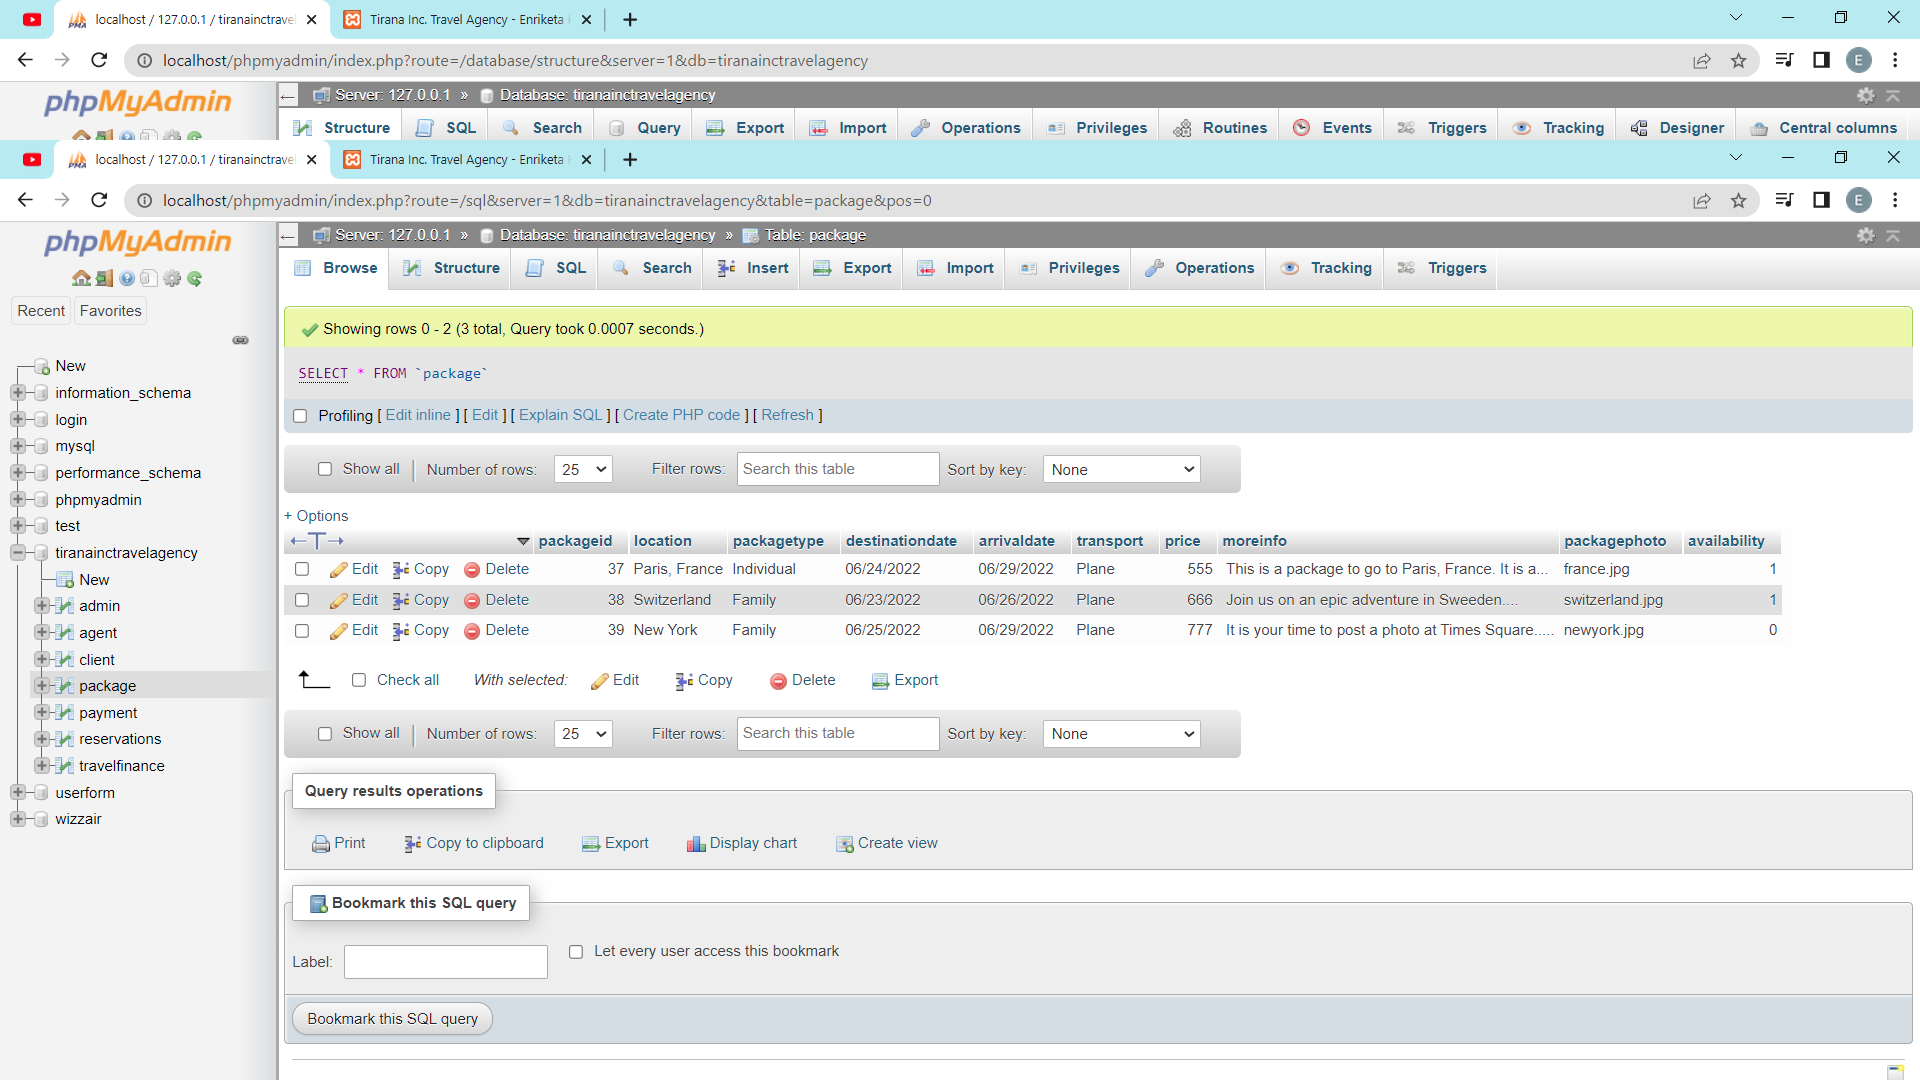 localhost / 127.0.0.1 / tiranainctravel
Tirana Inc. Travel Agency - Enriketa
localhost/phpmyadmin/index.php?route=/database/structure&server=1&db=tiranainctravelagency
E
phpMyAdmin
Server: 127.0.0.1 » Database: tiranainctravelagency
Structure SQL Search Query Export Import Operations Privileges Routines Events Triggers Tracking Designer Central columns
localhost / 127.0.0.1 / tiranainctravel
Tirana Inc. Travel Agency - Enriketa
localhost/phpmyadmin/index.php?route=/sql&server=1&db=tiranainctravelagency&table=package&pos=0
E
phpMyAdmin
Recent Favorites
New
information_schema
login
mysql
performance_schema
phpmyadmin
test
tiranainctravelagency
New
admin
agent
client
package
payment
reservations
travelfinance
userform
wizzair
Server: 127.0.0.1 » Database: tiranainctravelagency » Table: package
Browse Structure SQL Search Insert Export Import Privileges Operations Tracking Triggers
Showing rows 0 - 2 (3 total, Query took 0.0007 seconds.)
SELECT * FROM `package`
Profiling [ Edit inline ] [ Edit ] [ Explain SQL ] [ Create PHP code ] [ Refresh ]
Show all Number of rows: 25 Filter rows: Search this table Sort by key: None
+ Options
←T→ packageid location packagetype destinationdate arrivaldate transport price moreinfo packagephoto availability
Edit Copy Delete 37 Paris, France Individual 06/24/2022 06/29/2022 Plane 555 This is a package to go to Paris, France. It is a... france.jpg 1
Edit Copy Delete 38 Switzerland Family 06/23/2022 06/26/2022 Plane 666 Join us on an epic adventure in Sweeden.... switzerland.jpg 1
Edit Copy Delete 39 New York Family 06/25/2022 06/29/2022 Plane 777 It is your time to post a photo at Times Square..... newyork.jpg 0
Check all With selected: Edit Copy Delete Export
Show all Number of rows: 25 Filter rows: Search this table Sort by key: None
Query results operations
Print Copy to clipboard Export Display chart Create view
Bookmark this SQL query
Label: Let every user access this bookmark
Bookmark this SQL query